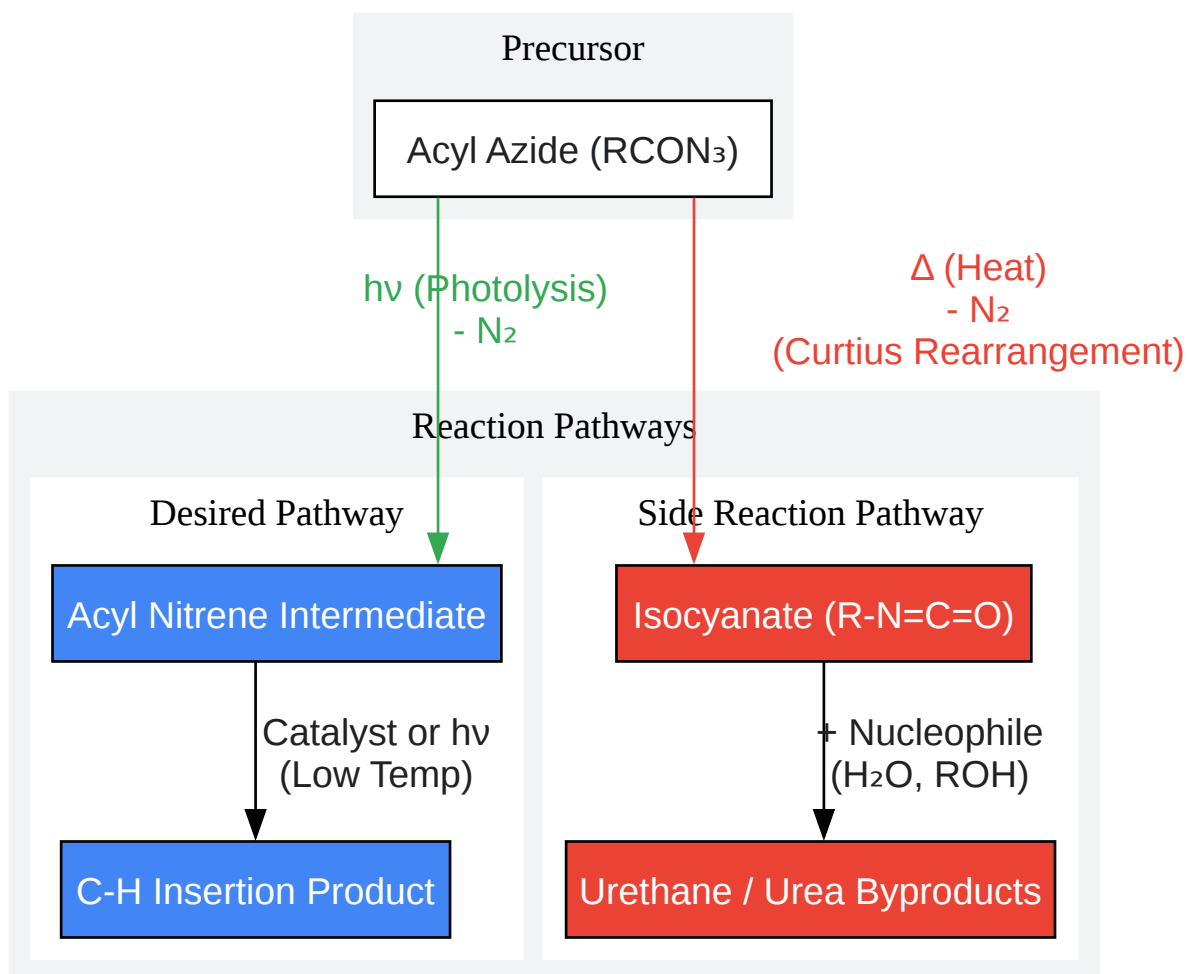 Precursor
Acyl Azide (RCON₃)
hν (Photolysis)
- N₂
Δ (Heat)
- N₂
(Curtius Rearrangement)
Reaction Pathways
Desired Pathway
Side Reaction Pathway
Acyl Nitrene Intermediate
Isocyanate (R-N=C=O)
Catalyst or hν
(Low Temp)
+ Nucleophile
(H₂O, ROH)
C-H Insertion Product
Urethane / Urea Byproducts